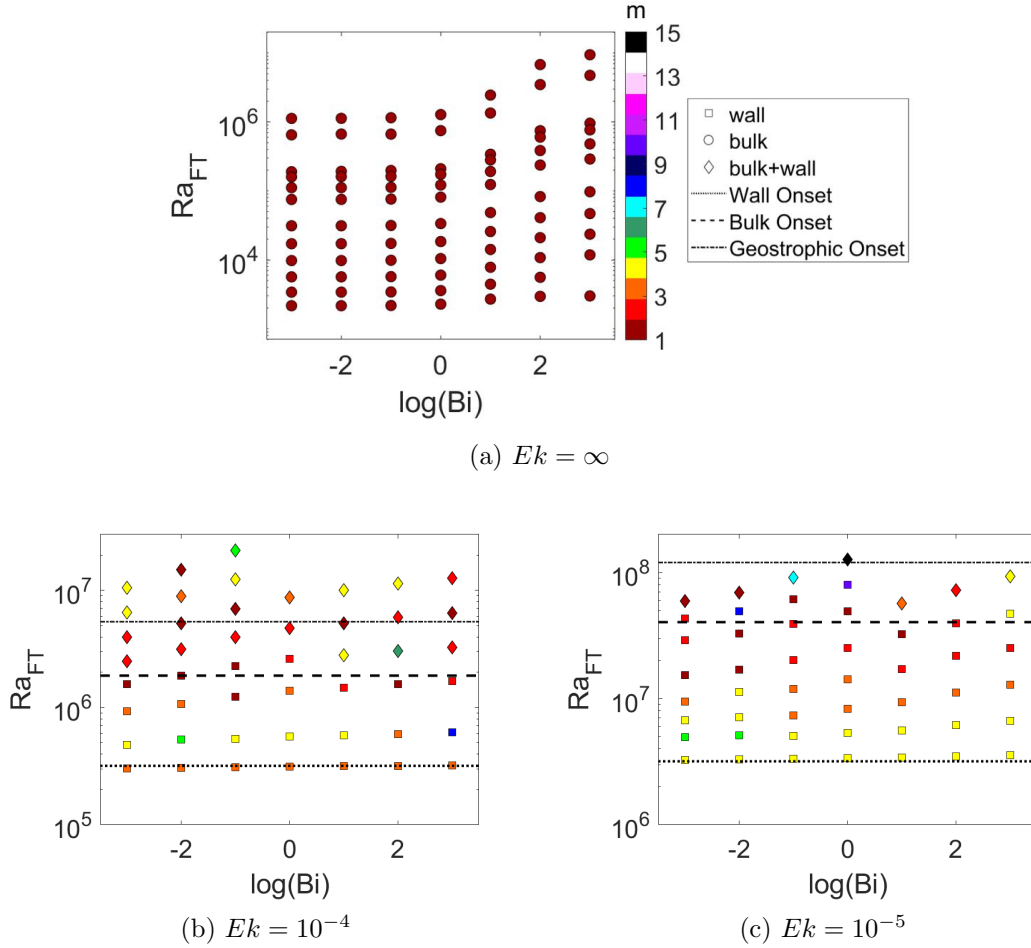 m
15
13
11
9
7
5
3
1
10^6
10^4
Ra_FT
-2 0 2
log(Bi)
wall
bulk
bulk+wall
Wall Onset
Bulk Onset
Geostrophic Onset
(a) Ek = ∞
10^7
10^6
10^5
Ra_FT
-2 0 2
log(Bi)
(b) Ek = 10^−4
10^8
10^7
10^6
Ra_FT
-2 0 2
log(Bi)
(c) Ek = 10^−5